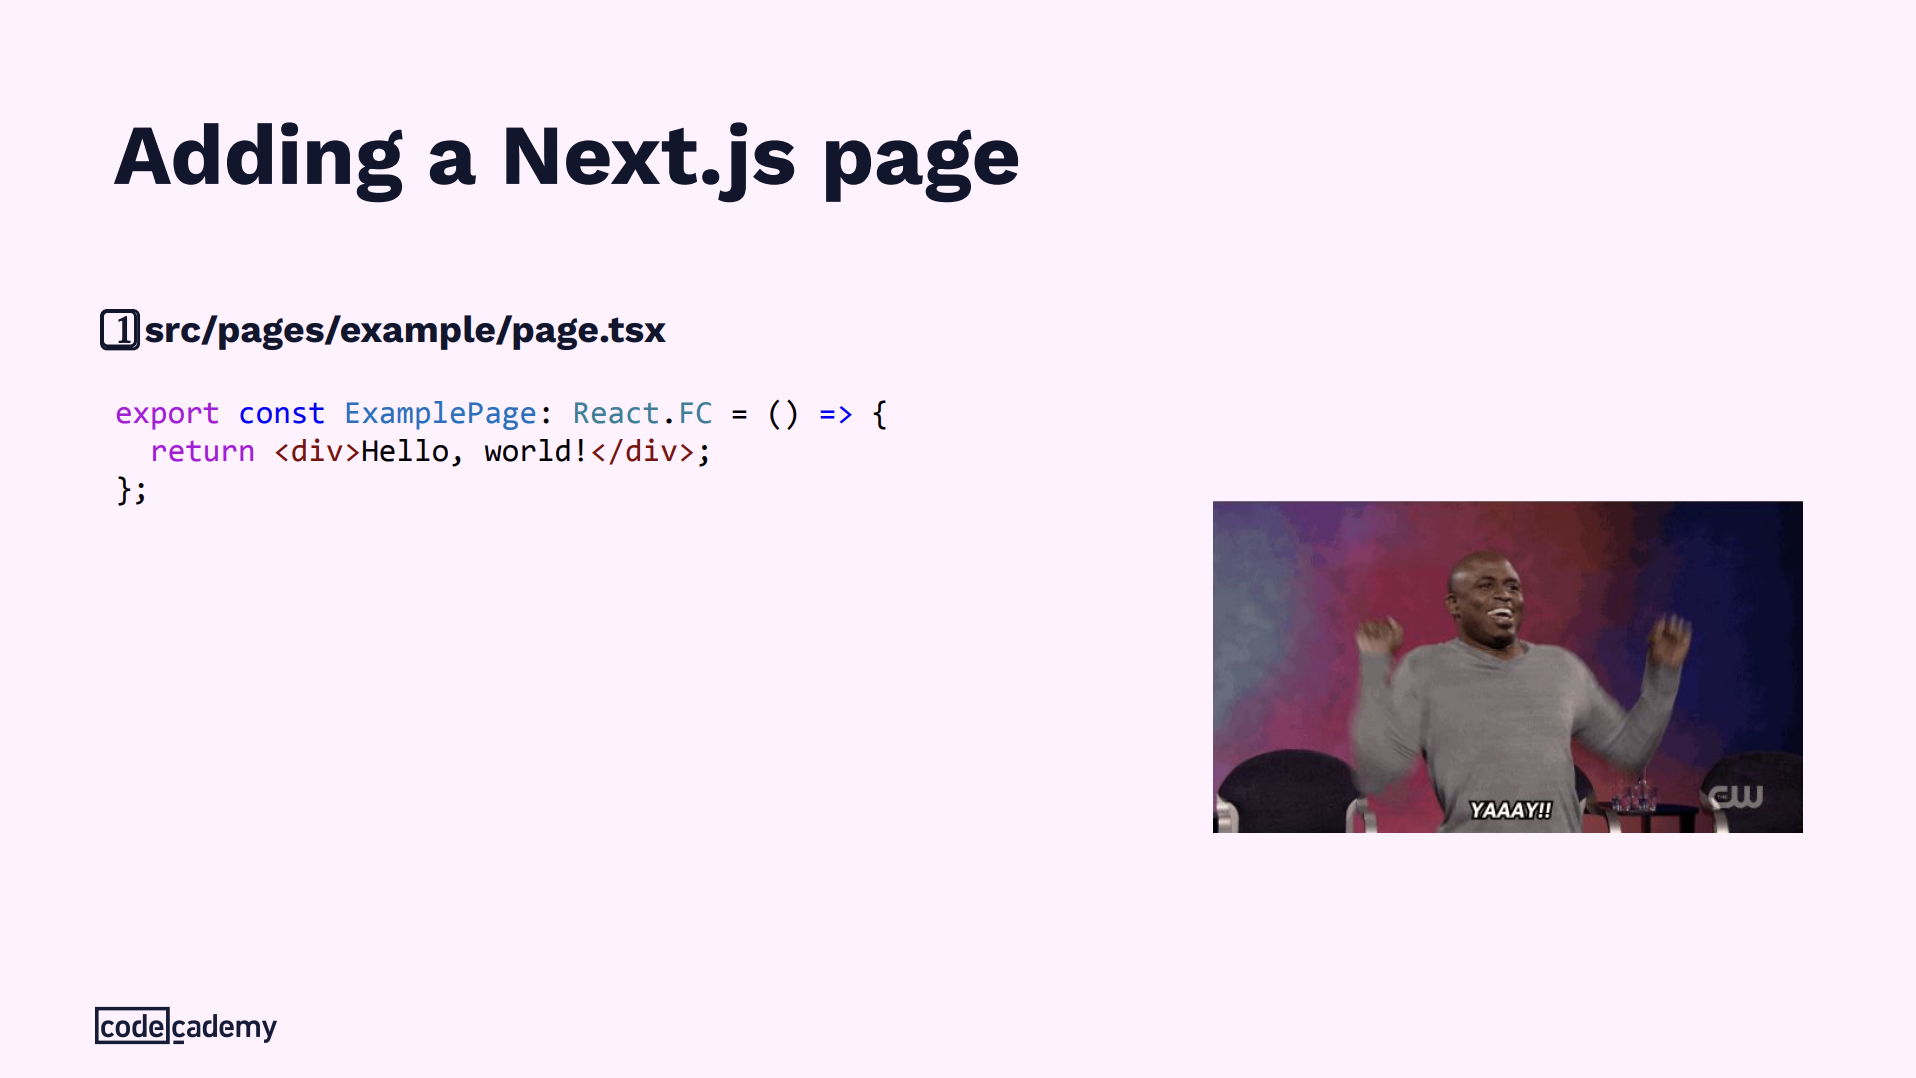 Adding a Next.js page
1 src/pages/example/page.tsx
export const ExamplePage: React.FC = () => {
  return <div>Hello, world!</div>;
};
YAAAY!!
THE CW
codecademy